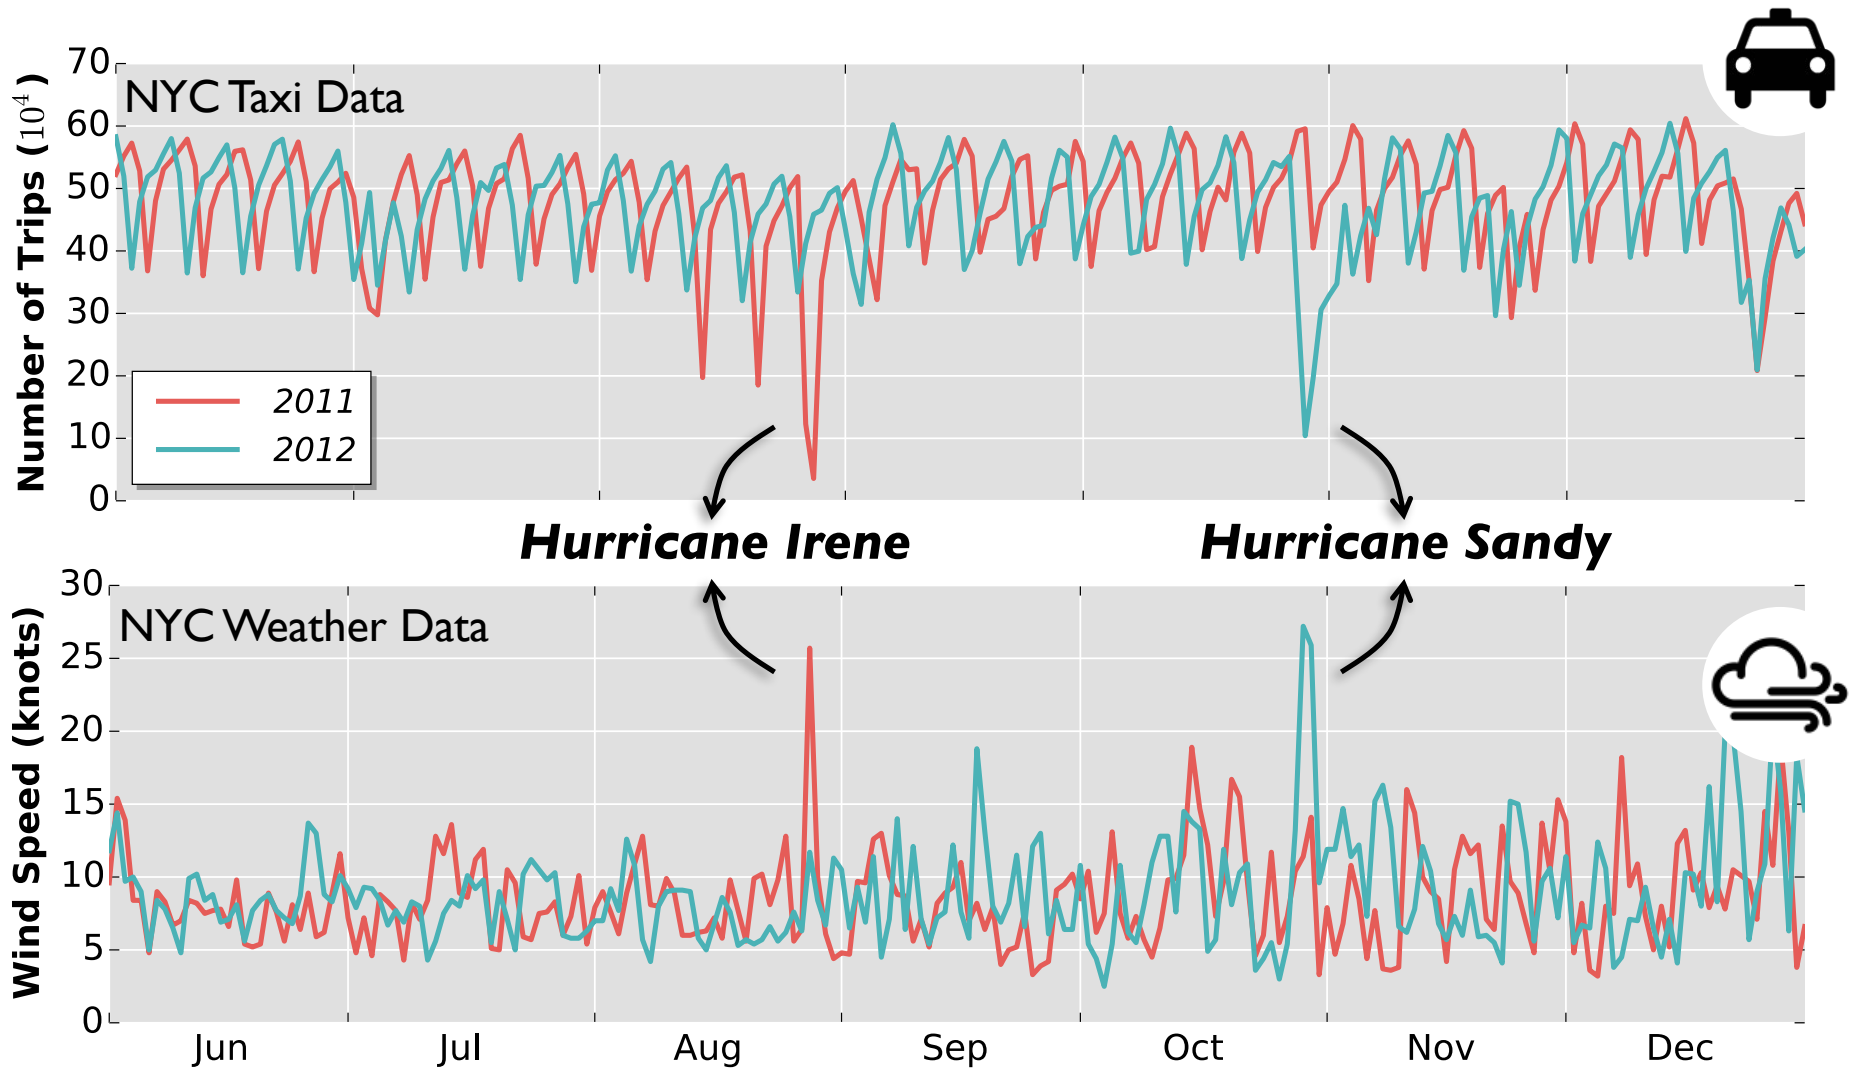 NYC Taxi Data
Number of Trips (10⁴)
70
60
50
40
30
20
10
0
2011
2012
Hurricane Irene
Hurricane Sandy
NYC Weather Data
Wind Speed (knots)
30
25
20
15
10
5
0
Jun Jul Aug Sep Oct Nov Dec